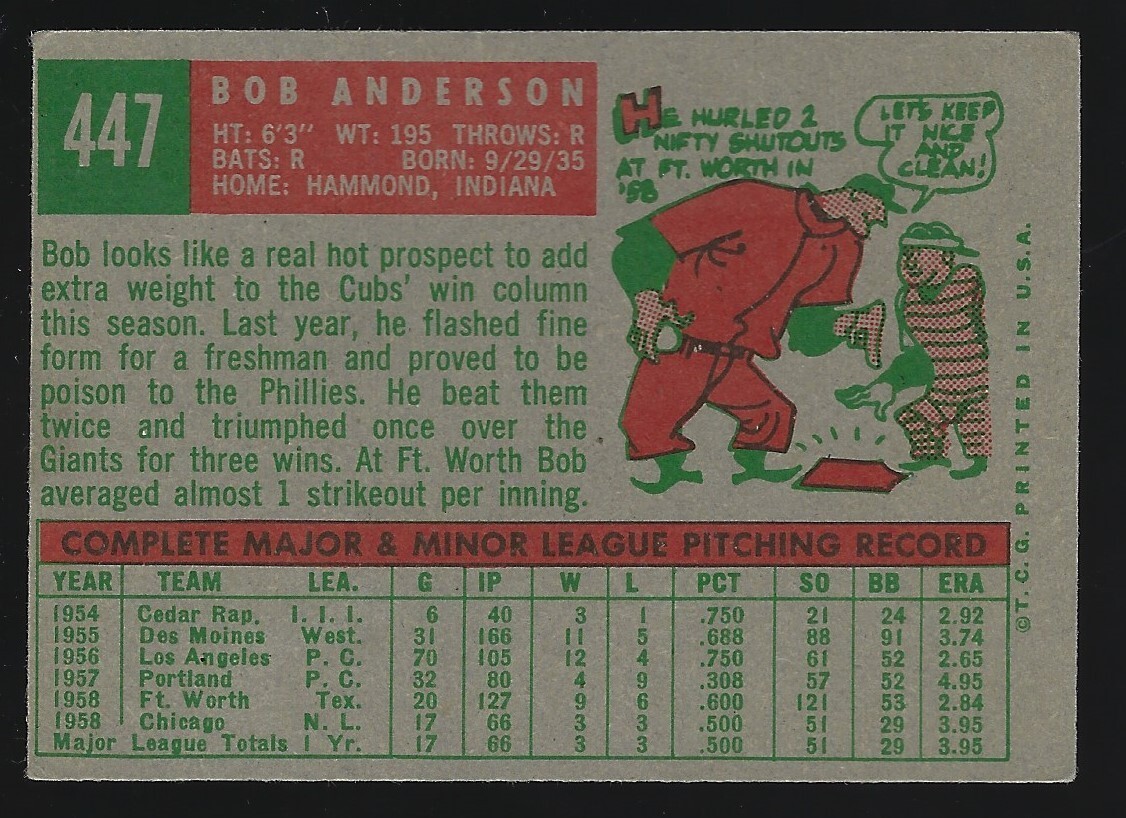 447
BOB ANDERSON
HT: 6'3" WT: 195 THROWS: R
BATS: R BORN: 9/29/35
HOME: HAMMOND, INDIANA
HE HURLED 2
NIFTY SHUTOUTS
AT FT. WORTH IN
'58
LET'S KEEP
IT NICE
AND
CLEAN!
Bob looks like a real hot prospect to add
extra weight to the Cubs' win column
this season. Last year, he flashed fine
form for a freshman and proved to be
poison to the Phillies. He beat them
twice and triumphed once over the
Giants for three wins. At Ft. Worth Bob
averaged almost 1 strikeout per inning.
COMPLETE MAJOR & MINOR LEAGUE PITCHING RECORD
YEAR TEAM LEA. G IP W L PCT SO BB ERA
1954 Cedar Rap. I. I. I. 6 40 3 1 .750 21 24 2.92
1955 Des Moines West. 31 166 11 5 .688 88 91 3.74
1956 Los Angeles P. C. 70 105 12 4 .750 61 52 2.65
1957 Portland P. C. 32 80 4 9 .308 57 52 4.95
1958 Ft. Worth Tex. 20 127 9 6 .600 121 53 2.84
1958 Chicago N. L. 17 66 3 3 .500 51 29 3.95
Major League Totals 1 Yr. 17 66 3 3 .500 51 29 3.95
©T. C. G. PRINTED IN U.S.A.